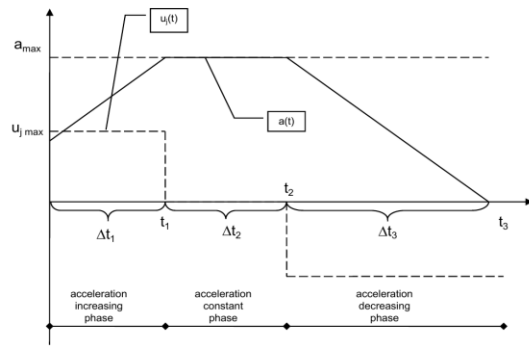 u_j(t)
a_max
a(t)
u_j max
t_2
Δt_1
t_1
Δt_2
Δt_3
t_3
acceleration
increasing
phase
acceleration
constant
phase
acceleration
decreasing
phase